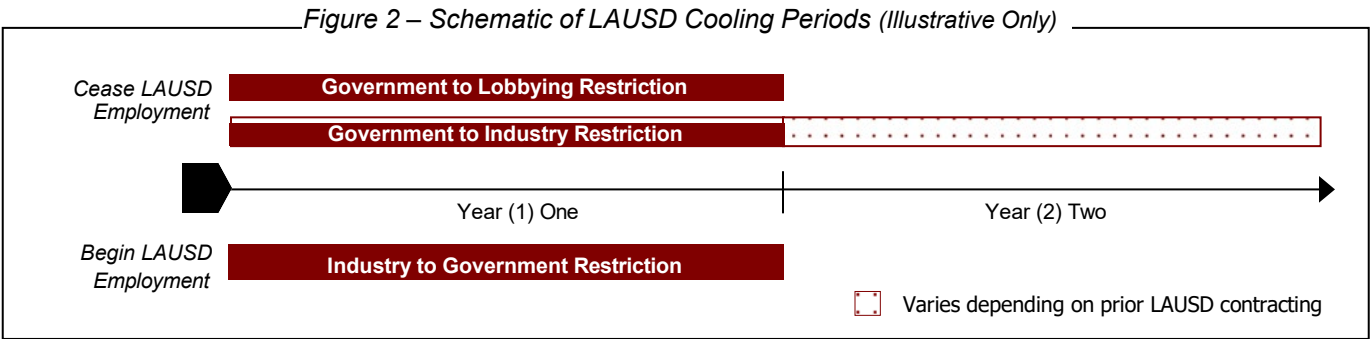 Figure 2 – Schematic of LAUSD Cooling Periods (Illustrative Only)
Cease LAUSD
Employment
Government to Lobbying Restriction
Government to Industry Restriction
Year (1) One
Year (2) Two
Begin LAUSD
Employment
Industry to Government Restriction
Varies depending on prior LAUSD contracting